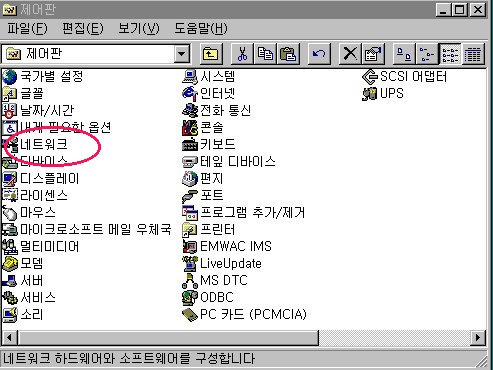 제어판
파일(F) 편집(E) 보기(V) 도움말(H)
제어판
국가별 설정 시스템 SCSI 어댑터
글꼴 인터넷 UPS
날짜/시간 전화 통신
내게 필요한 옵션 콘솔
네트워크 키보드
디바이스 테잎 디바이스
디스플레이 편지
라이센스 포트
마우스 프로그램 추가/제거
마이크로소프트 메일 우체국 프린터
멀티미디어 EMWAC IMS
모뎀 LiveUpdate
서버 MS DTC
서비스 ODBC
소리 PC 카드 (PCMCIA)
네트워크 하드웨어와 소프트웨어를 구성합니다